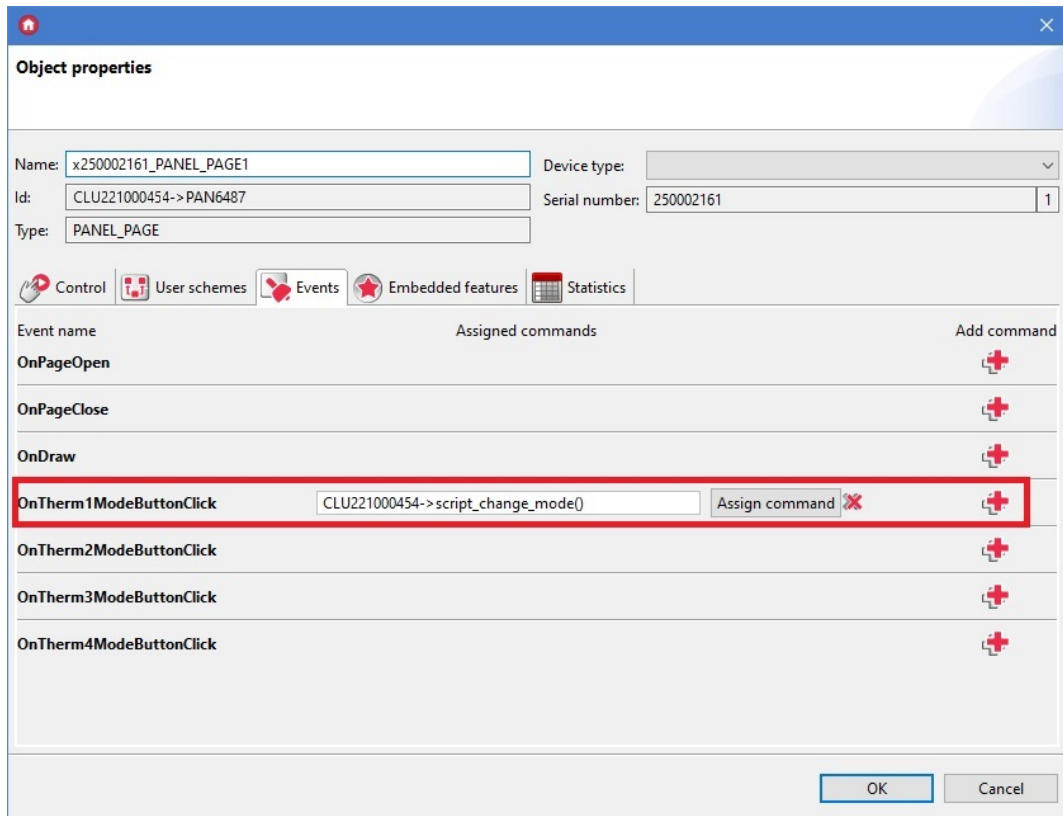 Object properties
Name: x250002161_PANEL_PAGE1 Device type:
Id: CLU221000454->PAN6487 Serial number: 250002161 1
Type: PANEL_PAGE
Control User schemes Events Embedded features Statistics
Event name Assigned commands Add command
OnPageOpen
OnPageClose
OnDraw
OnTherm1ModeButtonClick CLU221000454->script_change_mode() Assign command
OnTherm2ModeButtonClick
OnTherm3ModeButtonClick
OnTherm4ModeButtonClick
OK Cancel